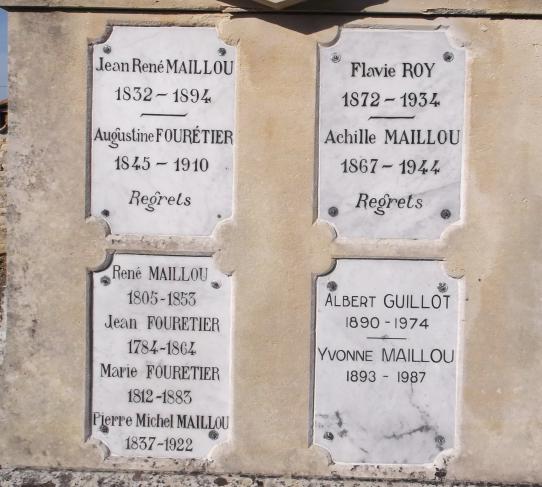 Jean René MAILLOU
1832 - 1894
Augustine FOURÉTIER
1845 - 1910
Regrets
Flavie ROY
1872 - 1934
Achille MAILLOU
1867 - 1944
Regrets
René MAILLOU
1805-1853
Jean FOURETIER
1784-1864
Marie FOURETIER
1812-1883
Pierre Michel MAILLOU
1837-1922
ALBERT GUILLOT
1890 - 1974
YVONNE MAILLOU
1893 - 1987